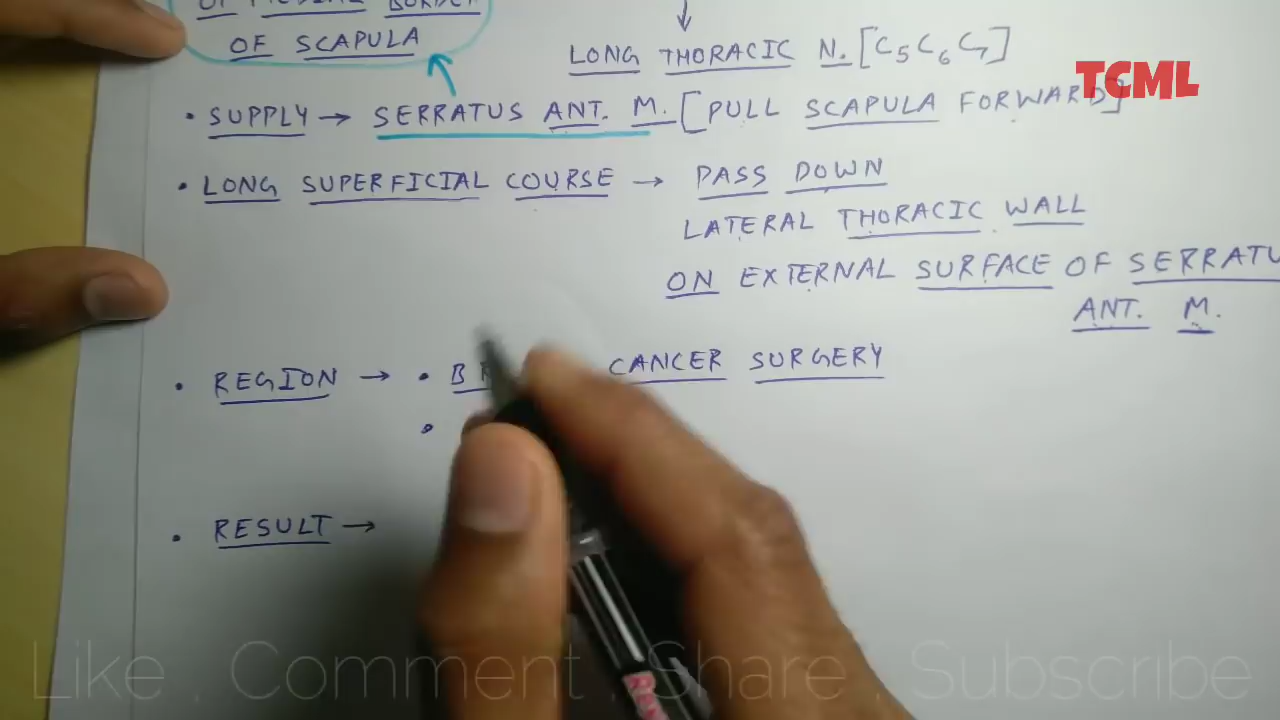 OF SCAPULA
LONG THORACIC N. [C5 C6 C7]
TCML
• SUPPLY → SERRATUS ANT. M. [PULL SCAPULA FORWARD]
• LONG SUPERFICIAL COURSE → PASS DOWN
LATERAL THORACIC WALL
ON EXTERNAL SURFACE OF SERRATU
ANT. M.
• REGION → • CANCER SURGERY
•
• RESULT →
Like . Comment . Share . Subscribe